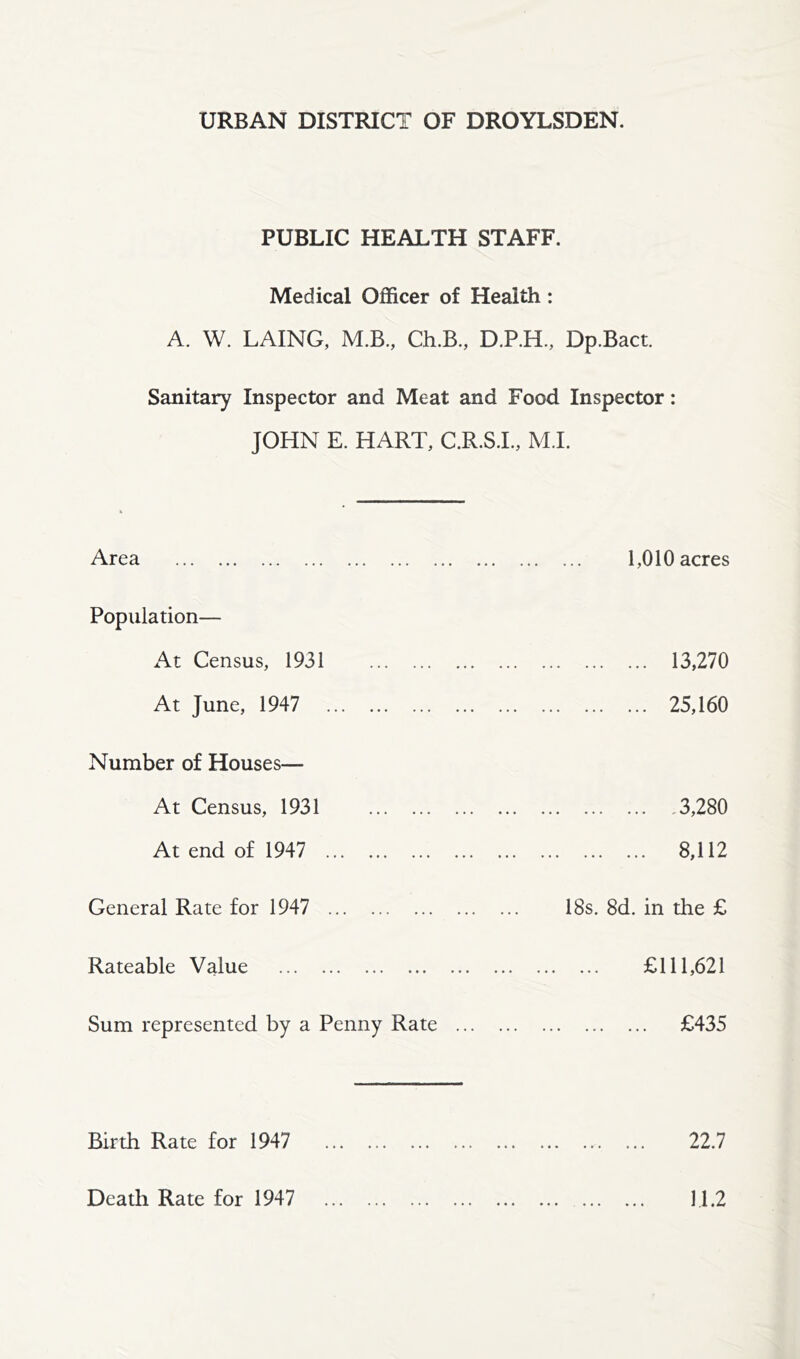 URBAN DISTRICT OF DROYLSDEN.
PUBLIC HEALTH STAFF.
Medical Officer of Health :
A. W. LAING, M.B., Ch.B., D.P.H., Dp.Bact.
Sanitary Inspector and Meat and Food Inspector :
JOHN E. HART, C.R.S.I., M.I.
Area ... ... ... ... ... ... ... ... ... ... 1,010 acres
Population—
At Census, 1931 ... ... ... ... ... ... ... 13,270
At June, 1947 ... ... ... ... ... ... ... ... 25,160
Number of Houses—
At Census, 1931 ... ... ... ... ... ... ... 3,280
At end of 1947 ... ... ... ... ... ... ... ... 8,112
General Rate for 1947 ... ... ... ... ... 18s. 8d. in the £
Rateable Value ... ... ... ... ... ... ... ... £111,621
Sum represented by a Penny Rate ... ... ... ... ... £435
Birth Rate for 1947 ... ... ... ... ... ... ... ... 22.7
Death Rate for 1947 ... ... ... ... ... ... ... ... 11.2